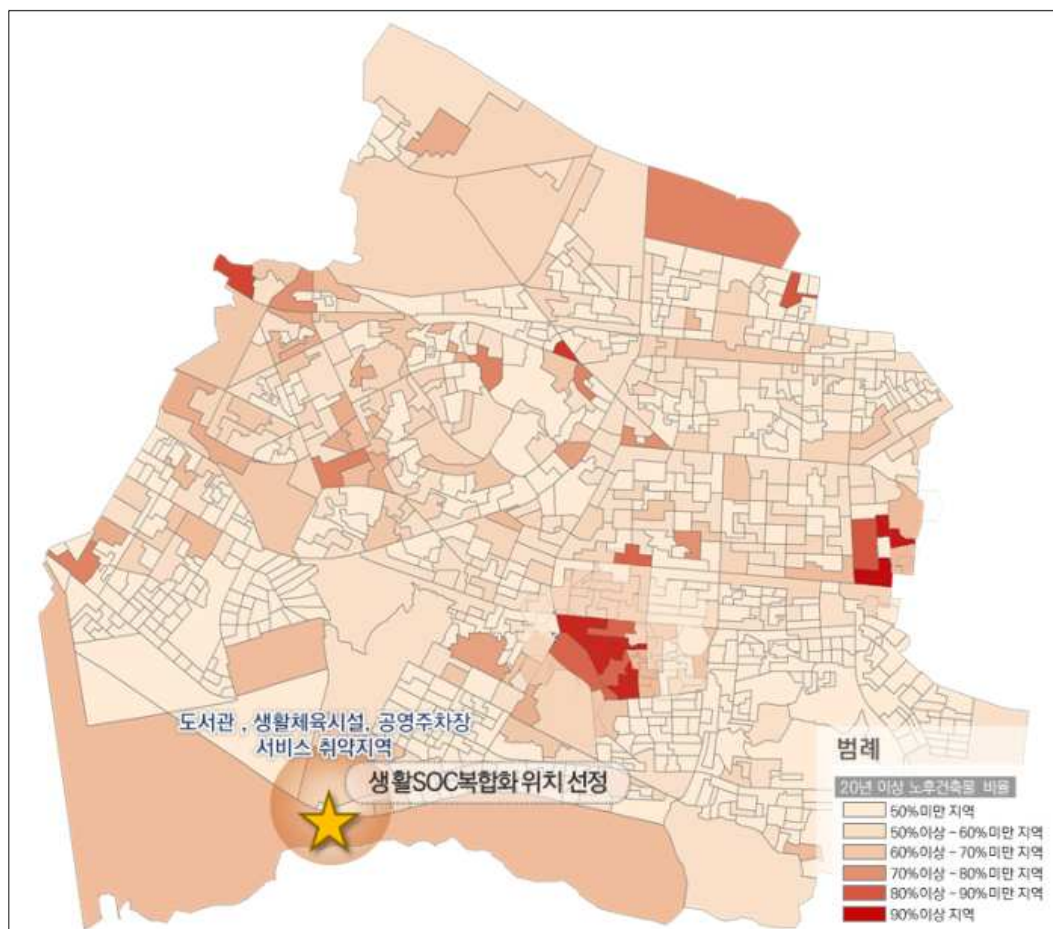 도서관 , 생활체육시설, 공영주차장
서비스 취약지역
생활SOC복합화 위치 선정
범례
20년 이상 노후건축물 비율
50%미만 지역
50%이상 - 60%미만 지역
60%이상 - 70%미만 지역
70%이상 - 80%미만 지역
80%이상 - 90%미만 지역
90%이상 지역